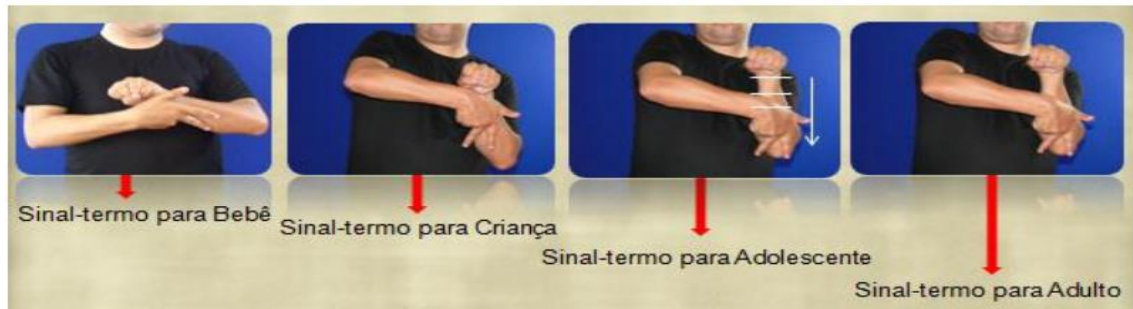 Sinal-termo para Bebê
Sinal-termo para Criança
Sinal-termo para Adolescente
Sinal-termo para Adulto